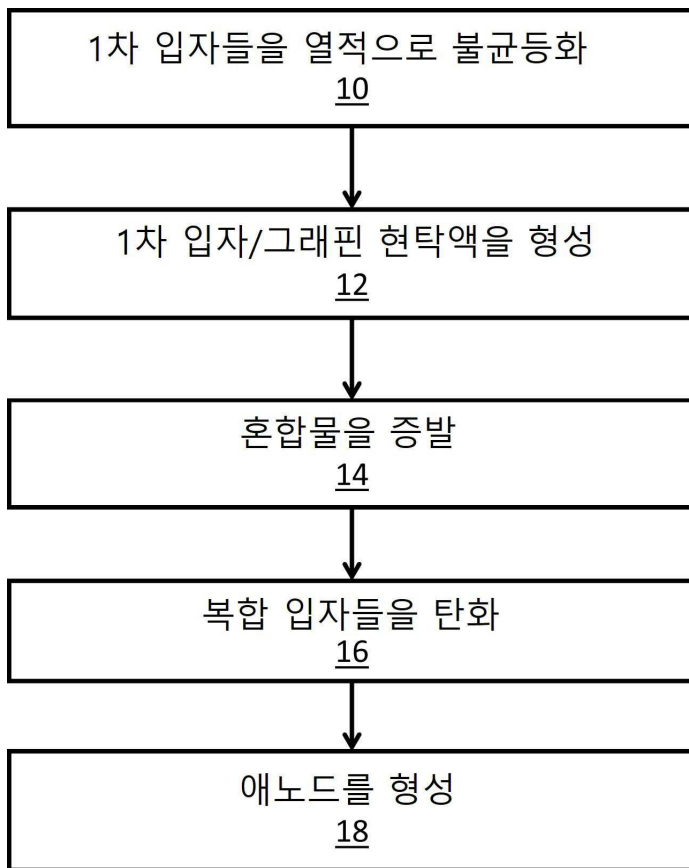 1차 입자들을 열적으로 불균등화
10
1차 입자/그래핀 현탁액을 형성
12
혼합물을 증발
14
복합 입자들을 탄화
16
애노드를 형성
18